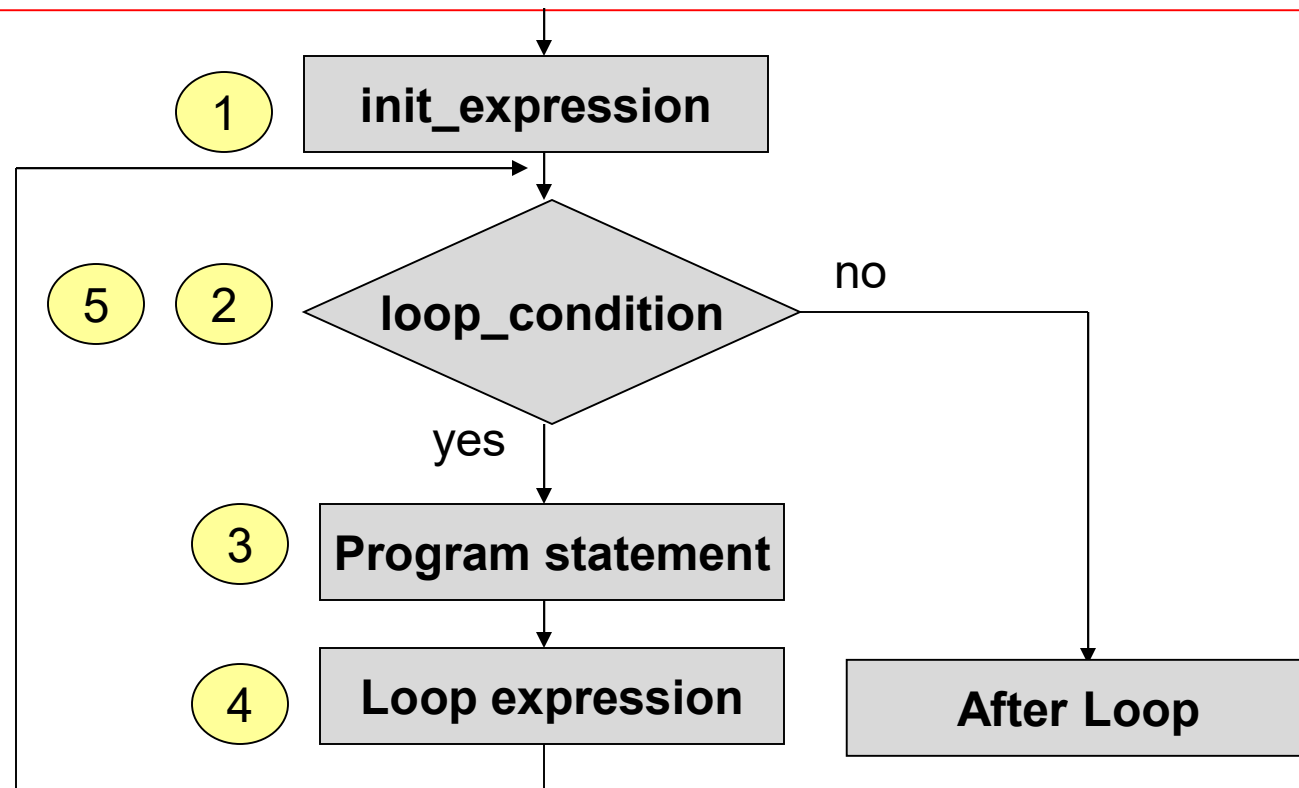 1
init_expression
5
2
loop_condition
no
yes
3
Program statement
4
Loop expression
After Loop